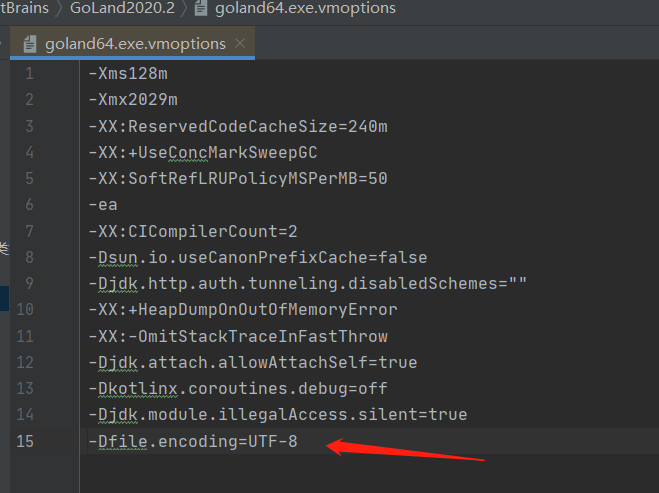 tBrains GoLand2020.2 goland64.exe.vmoptions
goland64.exe.vmoptions ×
1 -Xms128m
2 -Xmx2029m
3 -XX:ReservedCodeCacheSize=240m
4 -XX:+UseConcMarkSweepGC
5 -XX:SoftRefLRUPolicyMSPerMB=50
6 -ea
7 -XX:CICompilerCount=2
8 -Dsun.io.useCanonPrefixCache=false
9 -Djdk.http.auth.tunneling.disabledSchemes=""
10 -XX:+HeapDumpOnOutOfMemoryError
11 -XX:-OmitStackTraceInFastThrow
12 -Djdk.attach.allowAttachSelf=true
13 -Dkotlinx.coroutines.debug=off
14 -Djdk.module.illegalAccess.silent=true
15 -Dfile.encoding=UTF-8